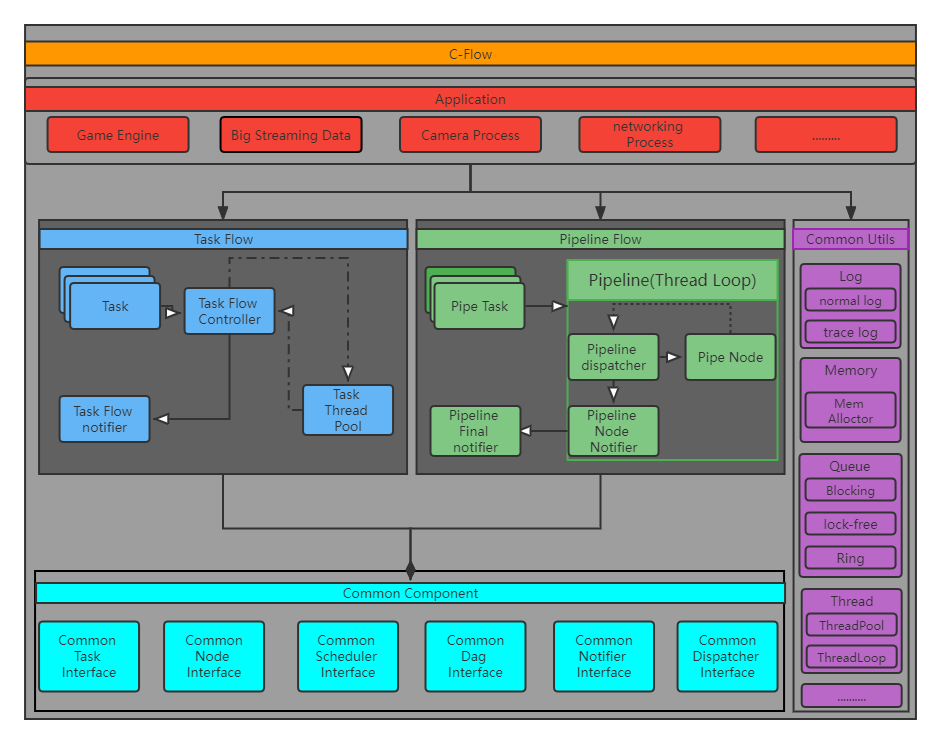 C-Flow
Application
Game Engine
Big Streaming Data
Camera Process
networking
Process
.........
Task Flow
Pipeline Flow
Common Utils
Task
Task Flow
Controller
Task Flow
notifier
Task
Thread
Pool
Pipe Task
Pipeline(Thread Loop)
Pipeline
dispatcher
Pipe Node
Pipeline
Final
notifier
Pipeline
Node
Notifier
Log
normal log
trace log
Memory
Mem
Alloctor
Queue
Blocking
lock-free
Ring
Thread
ThreadPool
ThreadLoop
..........
Common Component
Common
Task
Interface
Common
Node
Interface
Common
Scheduler
Interface
Common
Dag
Interface
Common
Notifier
Interface
Common
Dispatcher
Interface